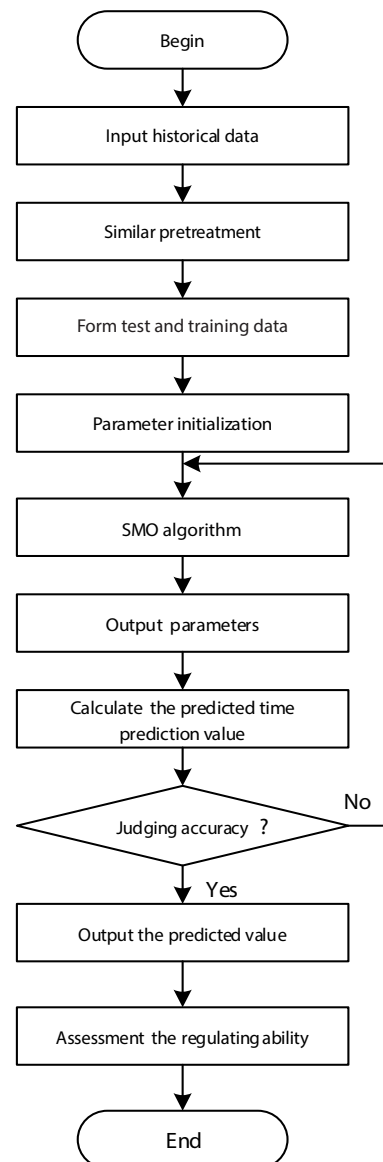 Begin
Input historical data
Similar pretreatment
Form test and training data
Parameter initialization
SMO algorithm
Output parameters
Calculate the predicted time
prediction value
Judging accuracy ?
No
Yes
Output the predicted value
Assessment the regulating ability
End